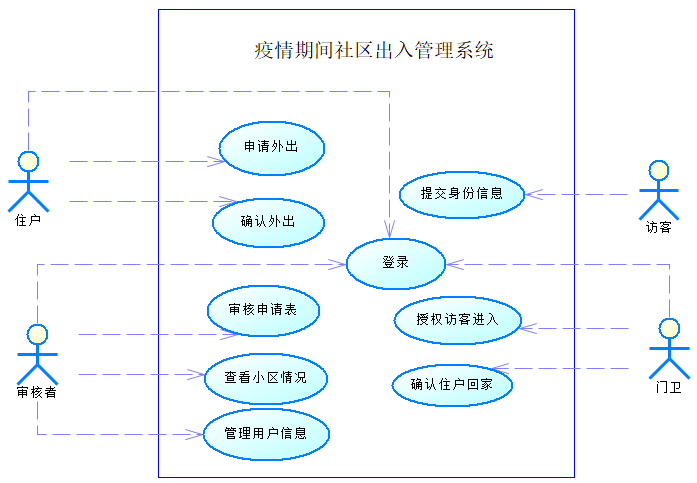 疫情期间社区出入管理系统
申请外出
提交身份信息
住户
确认外出
访客
登录
审核申请表
授权访客进入
审核者
查看小区情况
确认住户回家
门卫
管理用户信息